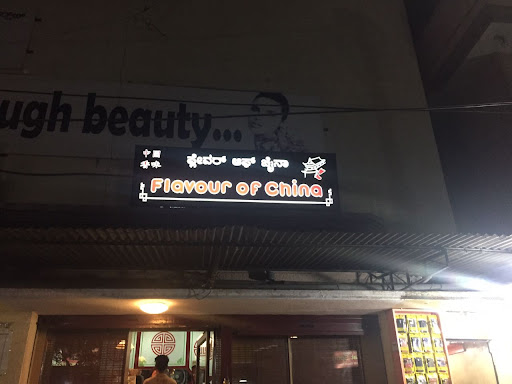 ugh beauty...
中國
ಫ್ಲೇವರ್ ಆಫ್ ಚೈನಾ
Flavour of China